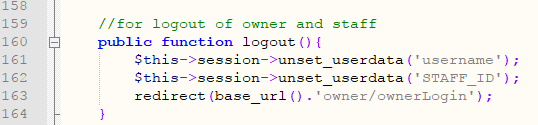 158
159 //for logout of owner and staff
160 public function logout(){
161 $this->session->unset_userdata('username');
162 $this->session->unset_userdata('STAFF_ID');
163 redirect(base_url().'owner/ownerLogin');
164 }